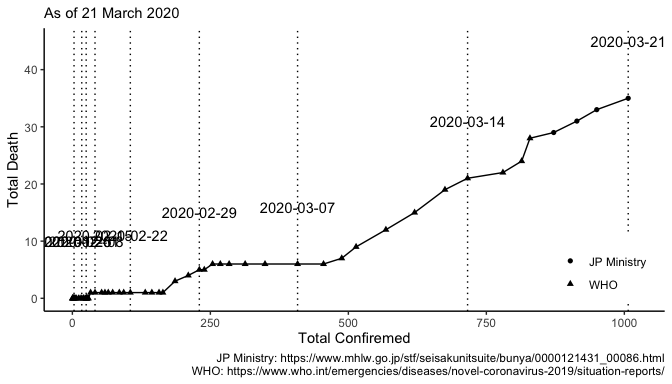 As of 21 March 2020
2020-03-21
40
2020-03-14
30
Total Death
20
2020-02-29
2020-03-07
2020-02-22
10
JP Ministry
WHO
0
0
250
500
750
1000
Total Confiremed
JP Ministry: https://www.mhlw.go.jp/stf/seisakunitsuite/bunya/0000121431_00086.html
WHO: https://www.who.int/emergencies/diseases/novel-coronavirus-2019/situation-reports/